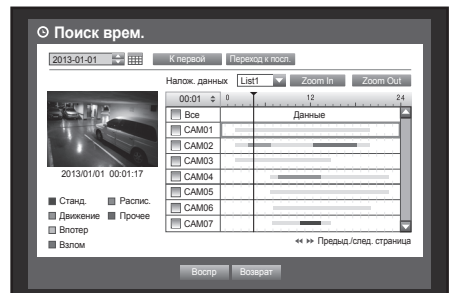 Поиск врем.
2013-01-01 К первой Переход к посл.
Налож. данных List1 Zoom In Zoom Out
00:01 0 12 24
Все Данные
CAM01
CAM02
CAM03
CAM04
CAM05
CAM06
CAM07
2013/01/01 00:01:17
Станд. Распис.
Движение Прочее
Впотер
Взлом
Предыд./след. страница
Воспр Возврат